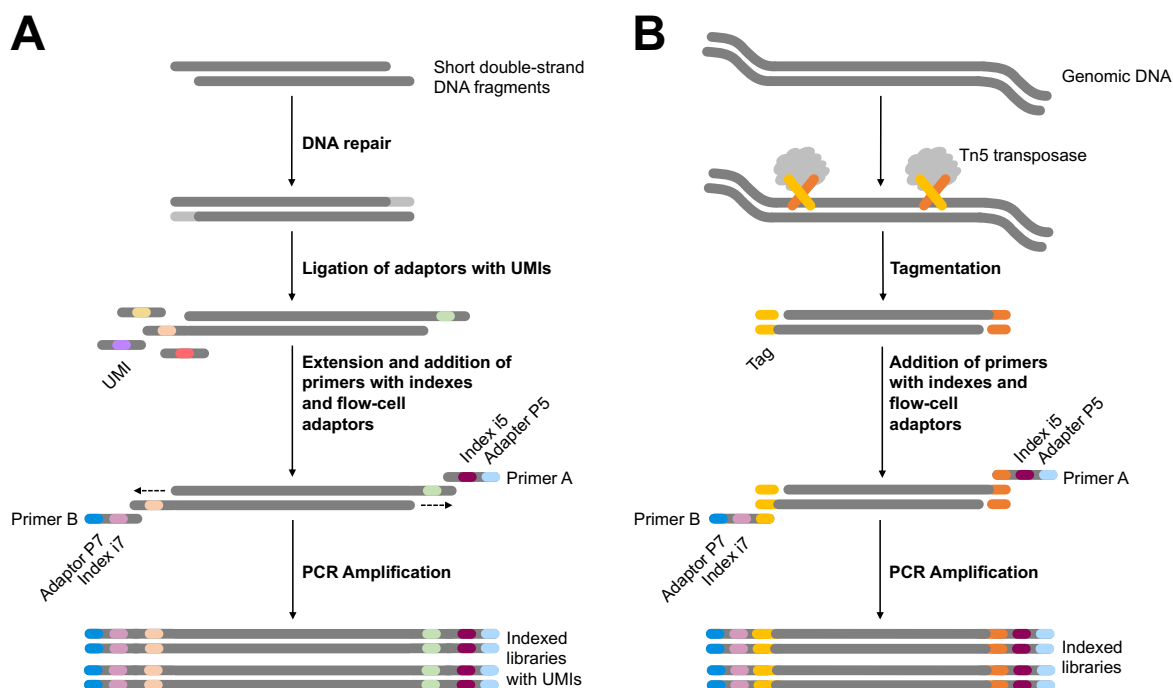 A
Short double-strand
DNA fragments
DNA repair
Ligation of adaptors with UMIs
UMI
Extension and addition of
primers with indexes
and flow-cell
adaptors
Index i5
Adapter P5
Primer A
Primer B
Adaptor P7
Index i7
PCR Amplification
Indexed
libraries
with UMIs
B
Genomic DNA
Tn5 transposase
Tagmentation
Tag
Addition of primers
with indexes and
flow-cell
adaptors
Index i5
Adapter P5
Primer A
Primer B
Adaptor P7
Index i7
PCR Amplification
Indexed
libraries